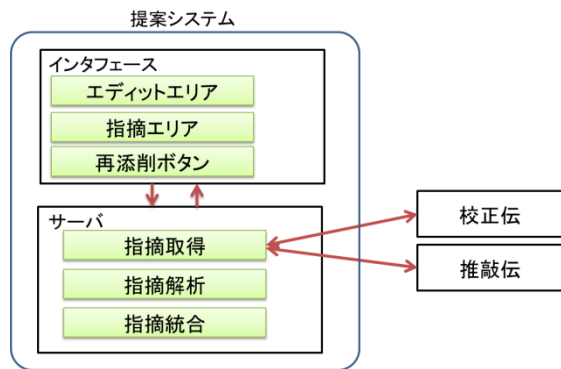 提案システム
インタフェース
エディットエリア
指摘エリア
再添削ボタン
サーバ
指摘取得
指摘解析
指摘統合
校正伝
推敲伝